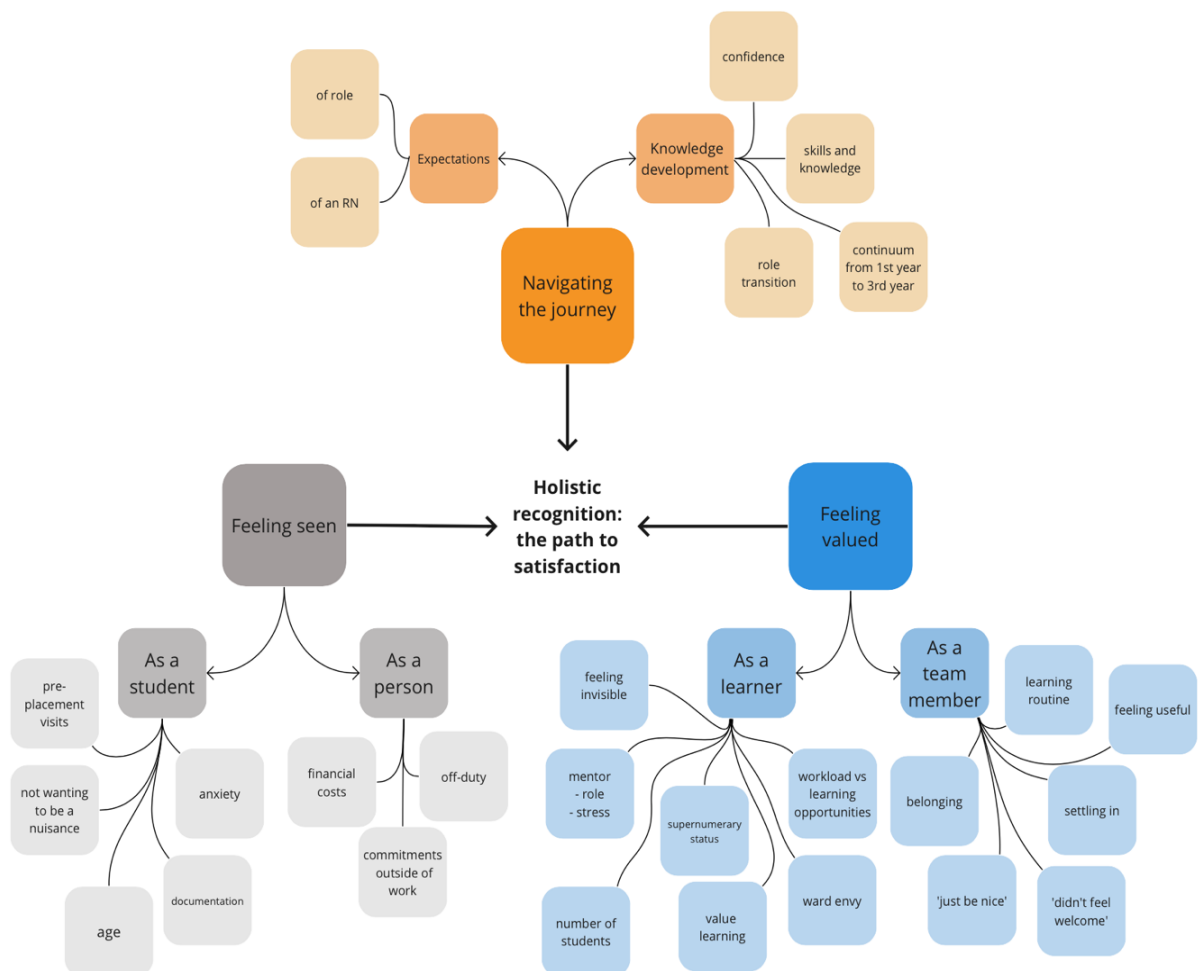 confidence
of role
Expectations
Knowledge
development
skills and
knowledge
of an RN
role
transition
continuum
from 1st year
to 3rd year
Navigating
the journey
Feeling seen
Holistic
recognition:
the path to
satisfaction
Feeling
valued
As a
student
As a
person
pre-
placement
visits
not wanting
to be a
nuisance
anxiety
age
documentation
financial
costs
off-duty
commitments
outside of
work
As a
learner
As a
team
member
feeling
invisible
mentor
- role
- stress
supernumerary
status
workload vs
learning
opportunities
number of
students
value
learning
ward envy
learning
routine
feeling useful
belonging
settling in
'just be nice'
'didn't feel
welcome'